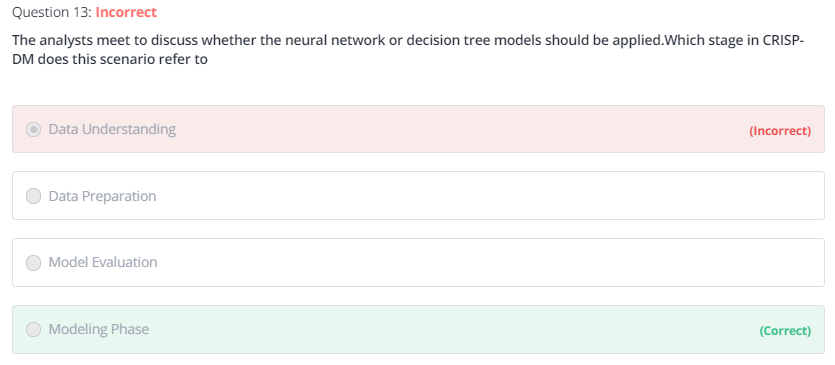 Question 13: Incorrect
The analysts meet to discuss whether the neural network or decision tree models should be applied.Which stage in CRISP-
DM does this scenario refer to
Data Understanding (Incorrect)
Data Preparation
Model Evaluation
Modeling Phase (Correct)